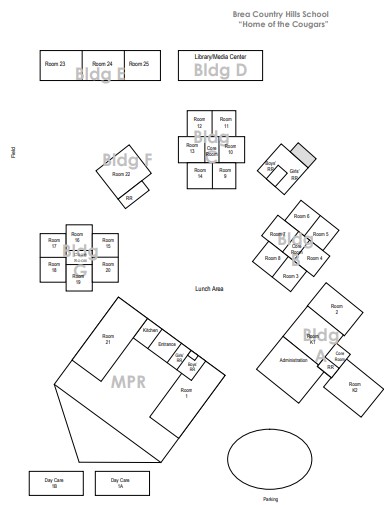 Brea Country Hills School
"Home of the Cougars"
Room 23
Room 24
Room 25
Bldg E
Library/Media Center
Bldg D
Field
Room
12
Room
11
Bldg
Room
13
Core
Room
Room
10
Room
14
Room
9
Bldg F
Room 22
RR
Boys'
RR
Girls'
RR
Room 6
Room 7
Room 5
Bldg
Core
Room
B
Room 8
Room 4
Room 3
Room
17
Room
16
Room
15
Bldg
G
Room
18
Room
19
Room
20
Lunch Area
Room
2
Room
K1
Bldg
A
Core
Room
RR
Administration
Room
K2
Room
21
Kitchen
Entrance
Girls'
RR
Boys'
RR
MPR
Room
1
Day Care
1B
Day Care
1A
Parking